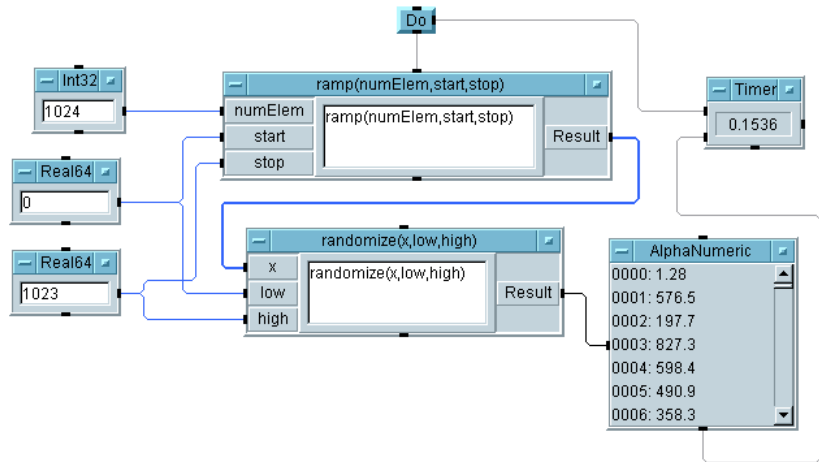 Do
Int32
1024
ramp(numElem,start,stop)
numElem
start
stop
ramp(numElem,start,stop)
Result
Timer
0.1536
Real64
0
Real64
1023
randomize(x,low,high)
x
low
high
randomize(x,low,high)
Result
AlphaNumeric
0000: 1.28
0001: 576.5
0002: 197.7
0003: 827.3
0004: 598.4
0005: 490.9
0006: 358.3